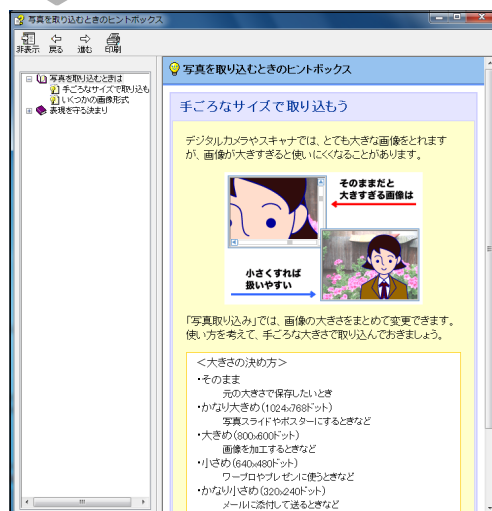 写真を取り込むときのヒントボックス
非表示 戻る 進む 印刷
写真を取り込むときは
手ごろなサイズで取り込も
いくつかの画像形式
表現を守る決まり
写真を取り込むときのヒントボックス
手ごろなサイズで取り込もう
デジタルカメラやスキャナでは、とても大きな画像をとれます
が、画像が大きすぎると使いにくくなることがあります。
そのままだと
大きすぎる画像は
小さくすれば
扱いやすい
「写真取り込み」では、画像の大きさをまとめて変更できます。
使い方を考えて、手ごろな大きさで取り込んでおきましょう。
＜大きさの決め方＞
・そのまま
元の大きさで保存したいとき
・かなり大きめ(1024x768ドット)
写真スライドやポスターにするときなど
・大きめ(800x600ドット)
画像を加工するときなど
・小さめ(640x480ドット)
ワープロやプレゼンに使うときなど
・かなり小さめ(320x240ドット)
メールに添付して送るときなど